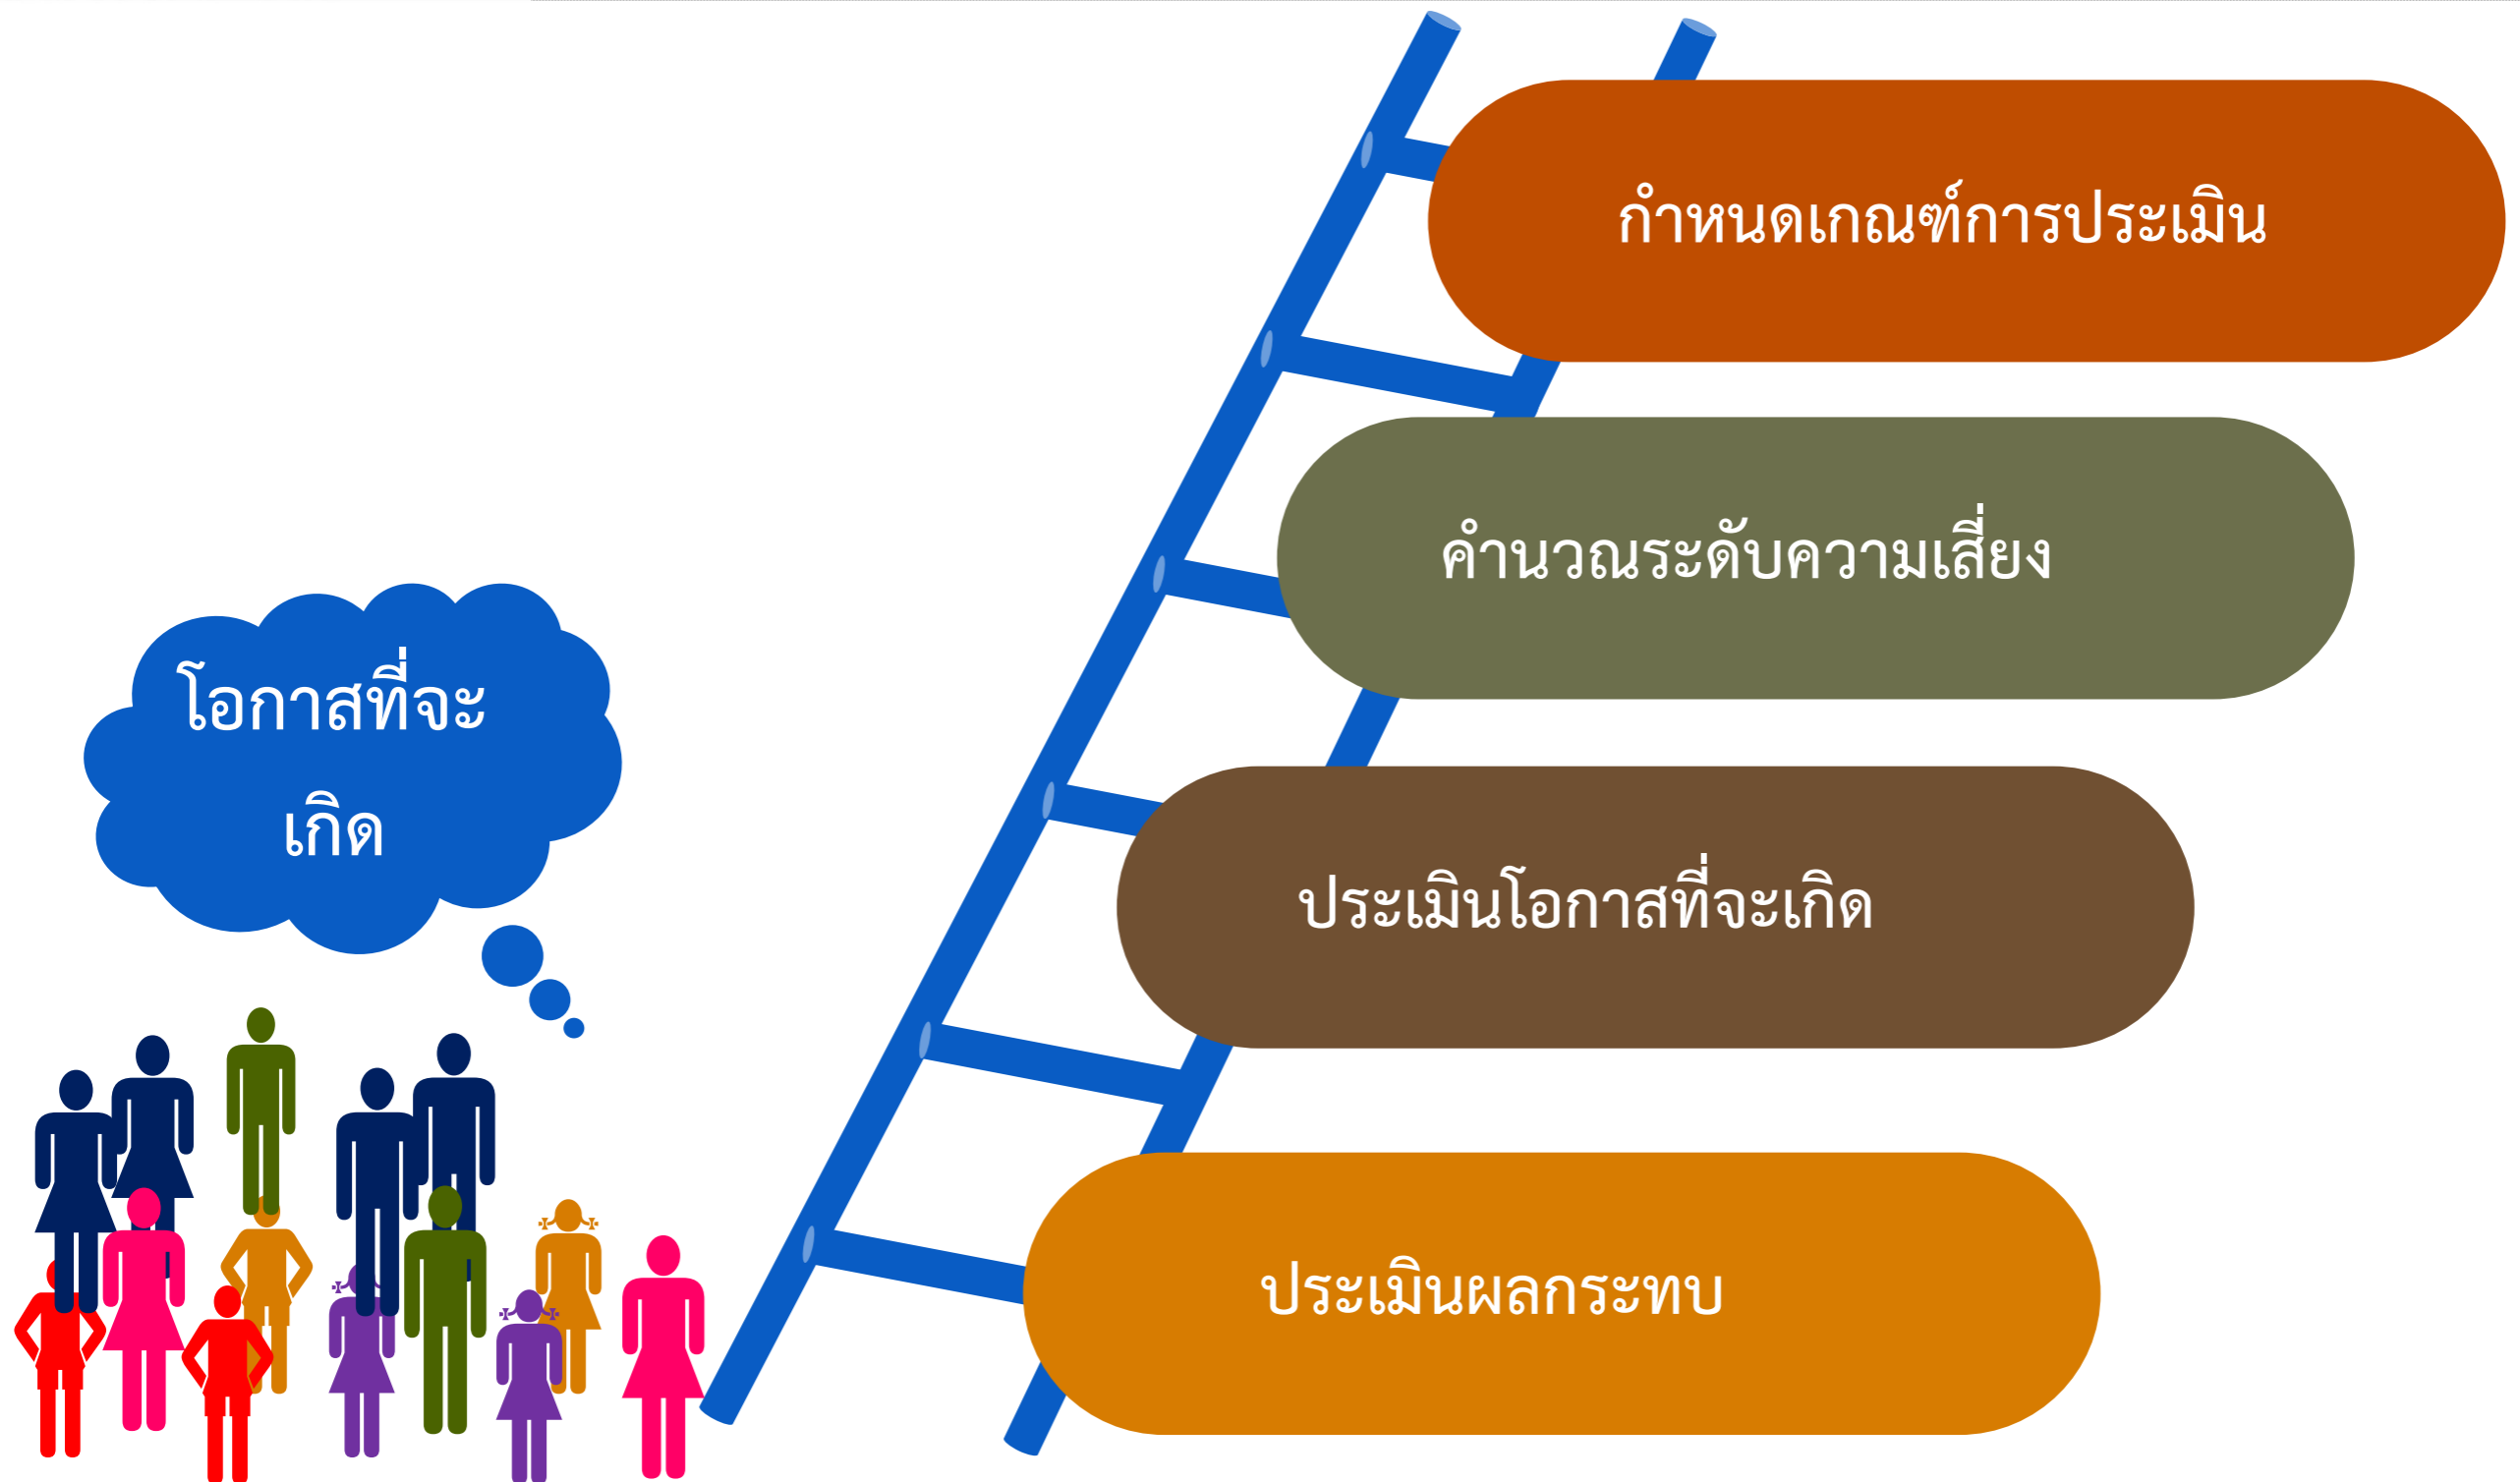 กำหนดเกณฑ์การประเมิน
คำนวณระดับความเสี่ยง
โอกาสที่จะ
เกิด
ประเมินโอกาสที่จะเกิด
ประเมินผลกระทบ